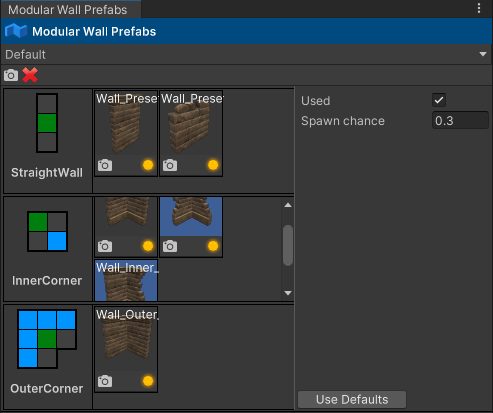 Modular Wall Prefabs
Modular Wall Prefabs
Default
Wall_Prese
Wall_Prese
StraightWall
Used
Spawn chance 0.3
InnerCorner
Wall_Inner_
OuterCorner
Wall_Outer_
Use Defaults